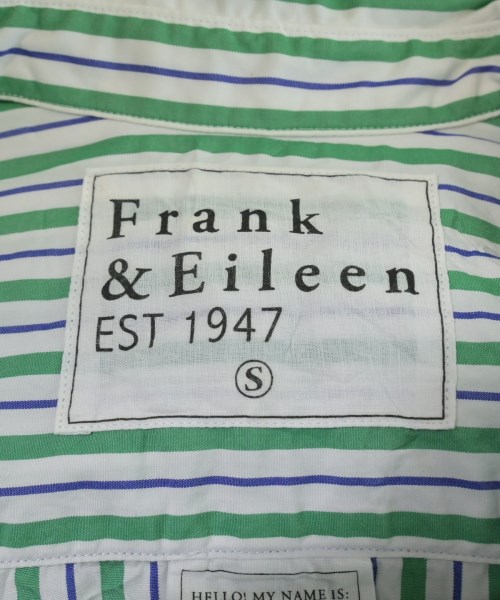 Frank
& Eileen
EST 1947
S
HELLO! MY NAME IS: